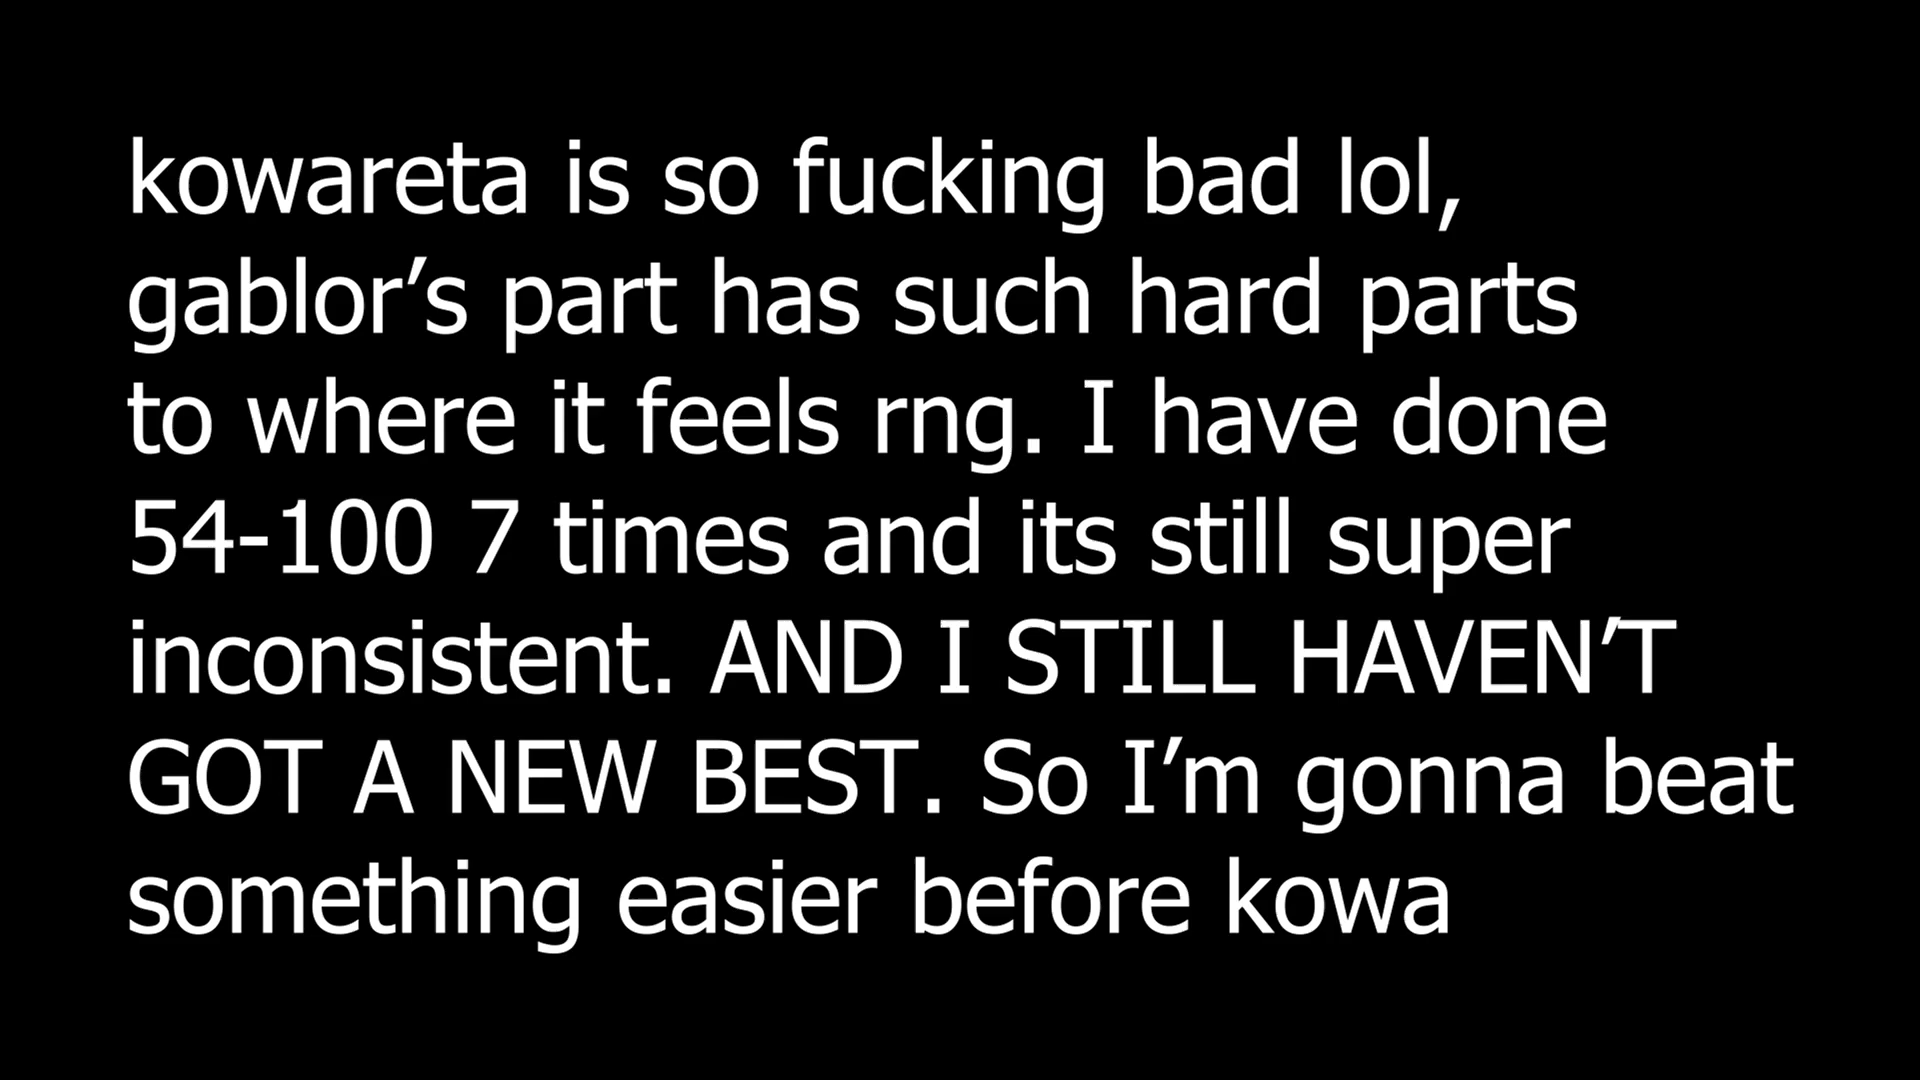 kowareta is so fucking bad lol,
gablor’s part has such hard parts
to where it feels rng. I have done
54-100 7 times and its still super
inconsistent. AND I STILL HAVEN’T
GOT A NEW BEST. So I’m gonna beat
something easier before kowa